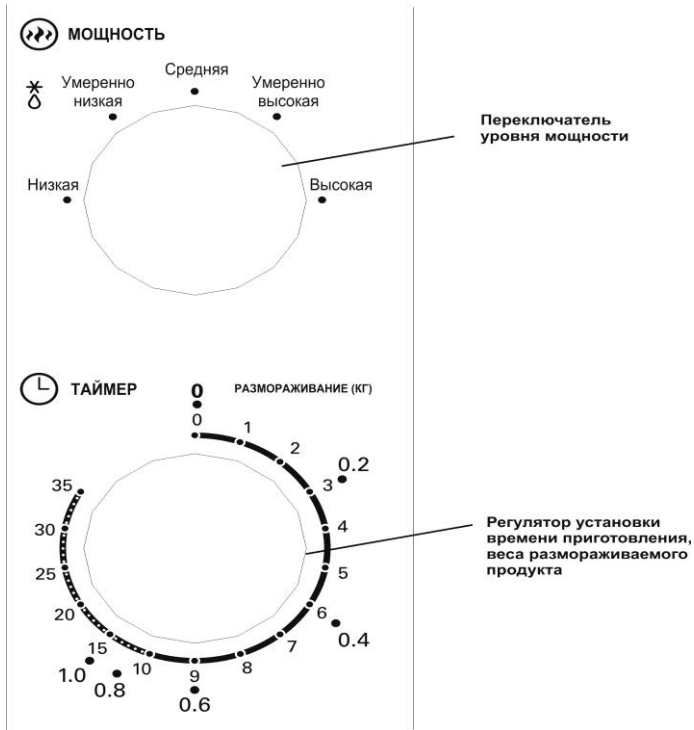 МОЩНОСТЬ
Средняя
Умеренно
низкая
Умеренно
высокая
Низкая
Высокая
Переключатель
уровня мощности
ТАЙМЕР
0
РАЗМОРАЖИВАНИЕ (КГ)
0
1
2
0.2
3
4
5
6
0.4
7
8
9
0.6
10
0.8
15
1.0
20
25
30
35
Регулятор установки
времени приготовления,
веса размораживаемого
продукта